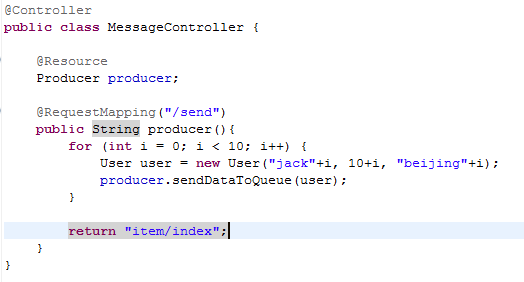 @Controller
public class MessageController {
@Resource
Producer producer;
@RequestMapping("/send")
public String producer(){
for (int i = 0; i < 10; i++) {
User user = new User("jack"+i, 10+i, "beijing"+i);
producer.sendDataToQueue(user);
}
return "item/index";
}
}